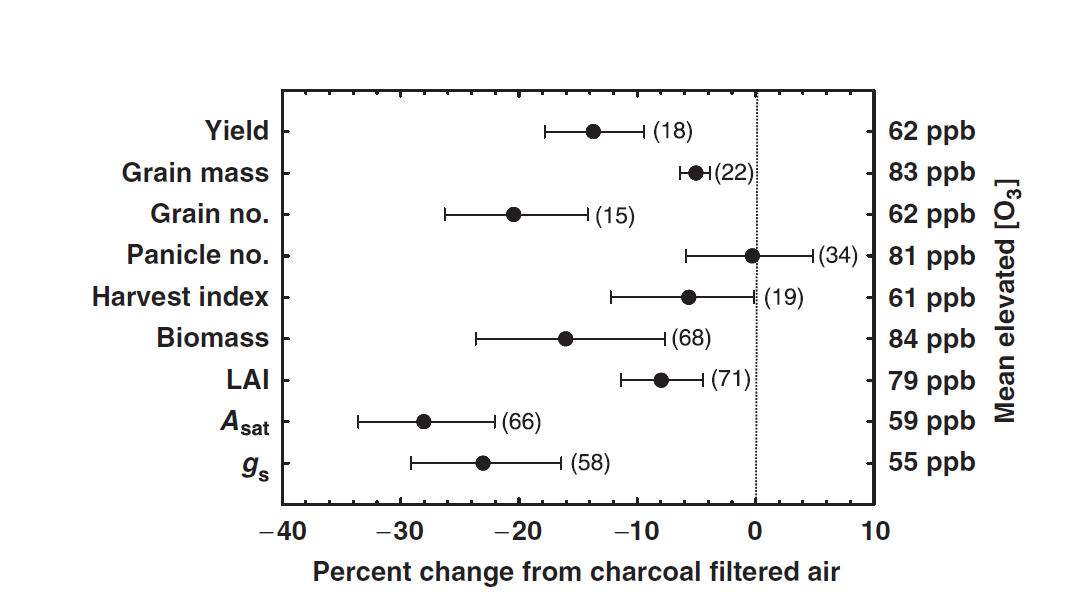 Yield (18) 62 ppb
Grain mass (22) 83 ppb
Grain no. (15) 62 ppb
Panicle no. (34) 81 ppb
Harvest index (19) 61 ppb
Biomass (68) 84 ppb
LAI (71) 79 ppb
Asat (66) 59 ppb
gs (58) 55 ppb
Mean elevated [O3]
−40 −30 −20 −10 0 10
Percent change from charcoal filtered air